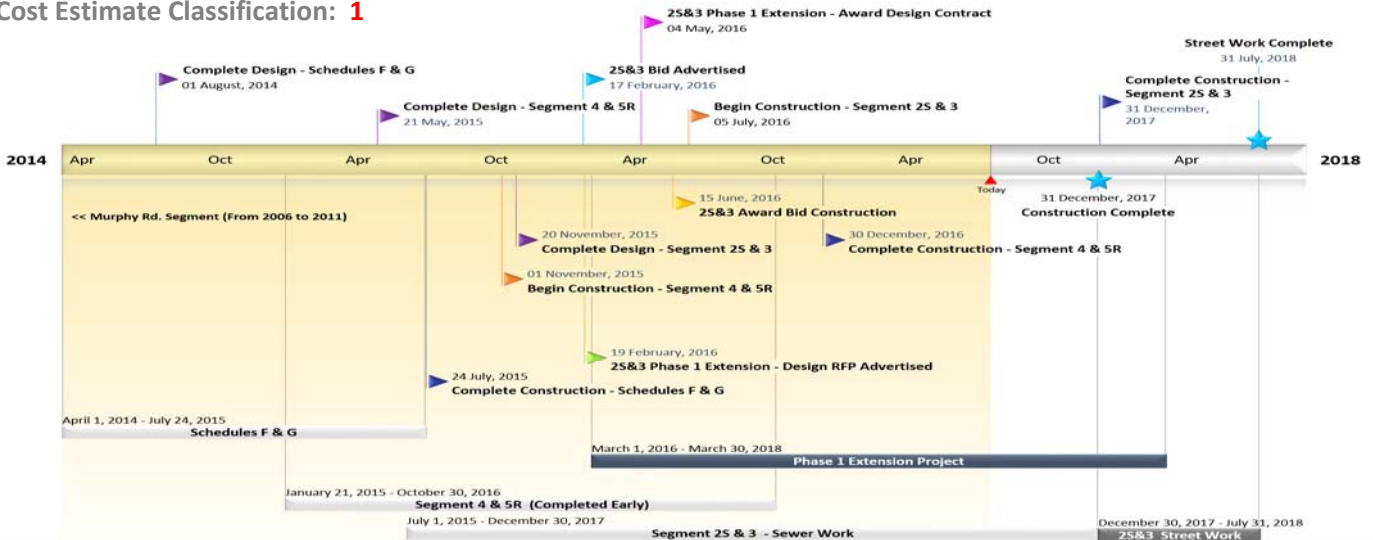 Cost Estimate Classification: 1
2S&3 Phase 1 Extension - Award Design Contract
04 May, 2016
Street Work Complete
31 July, 2018
Complete Design - Schedules F & G
01 August, 2014
2S&3 Bid Advertised
17 February, 2016
Complete Construction -
Segment 2S & 3
31 December,
2017
Complete Design - Segment 4 & 5R
21 May, 2015
Begin Construction - Segment 2S & 3
05 July, 2016
2014 Apr Oct Apr Oct Apr Oct Apr Oct Apr 2018
Today
<< Murphy Rd. Segment (From 2006 to 2011)
15 June, 2016
2S&3 Award Bid Construction
31 December, 2017
Construction Complete
20 November, 2015
Complete Design - Segment 2S & 3
30 December, 2016
Complete Construction - Segment 4 & 5R
01 November, 2015
Begin Construction - Segment 4 & 5R
19 February, 2016
2S&3 Phase 1 Extension - Design RFP Advertised
24 July, 2015
Complete Construction - Schedules F & G
April 1, 2014 - July 24, 2015
Schedules F & G
March 1, 2016 - March 30, 2018
Phase 1 Extension Project
January 21, 2015 - October 30, 2016
Segment 4 & 5R (Completed Early)
July 1, 2015 - December 30, 2017
Segment 2S & 3 - Sewer Work
December 30, 2017 - July 31, 2018
2S&3 Street Work